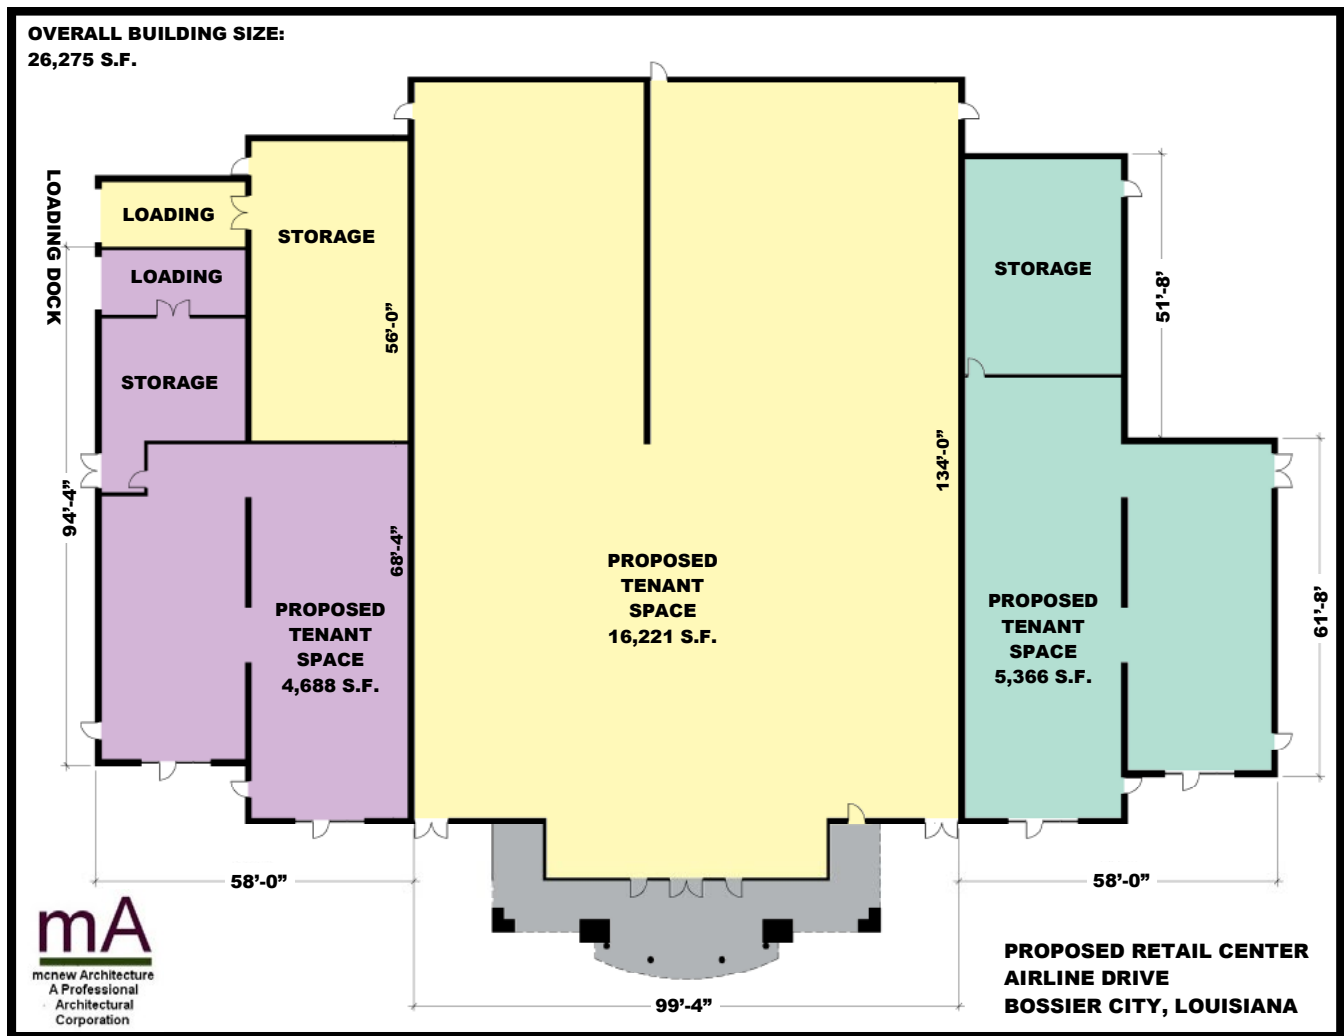 OVERALL BUILDING SIZE:
26,275 S.F.
LOADING DOCK
LOADING
LOADING
STORAGE
STORAGE
56’-0”
94’-4”
68’-4”
PROPOSED
TENANT
SPACE
4,688 S.F.
PROPOSED
TENANT
SPACE
16,221 S.F.
134’-0”
STORAGE
51’-8’
PROPOSED
TENANT
SPACE
5,366 S.F.
61’-8’
58’-0”
58’-0”
99’-4”
mA
mcnew Architecture
A Professional
Architectural
Corporation
PROPOSED RETAIL CENTER
AIRLINE DRIVE
BOSSIER CITY, LOUISIANA